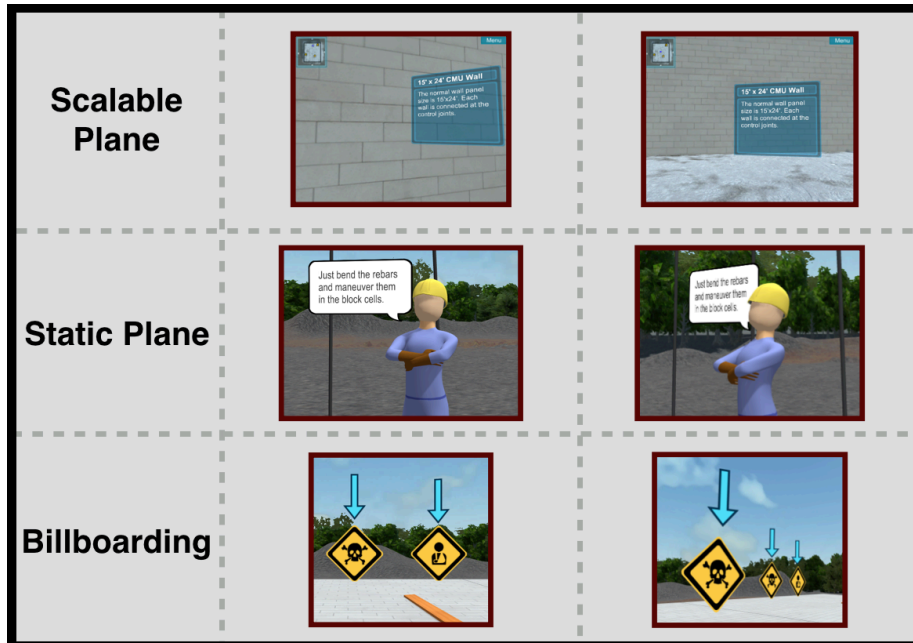 Scalable
Plane
Menu
15' x 24' CMU Wall
The normal wall panel
size is 15'x24'. Each
wall is connected at the
control joints.
Menu
15' x 24' CMU Wall
The normal wall panel
size is 15'x24'. Each
wall is connected at the
control joints.
Static Plane
Just bend the rebars
and maneuver them
in the block cells.
Just bend the rebars
and maneuver them
in the block cells.
Billboarding